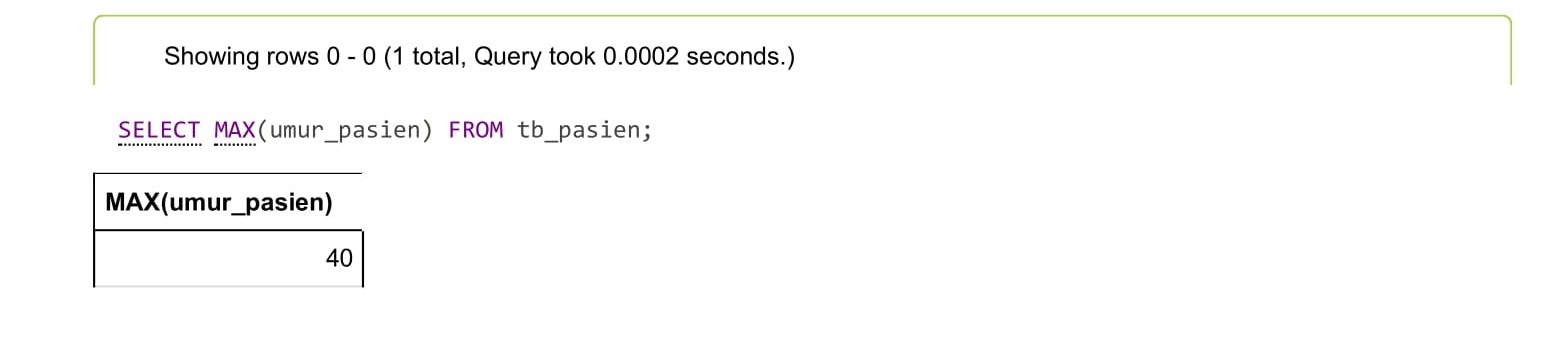 Showing rows 0 - 0 (1 total, Query took 0.0002 seconds.)
SELECT MAX(umur_pasien) FROM tb_pasien;
MAX(umur_pasien)
40